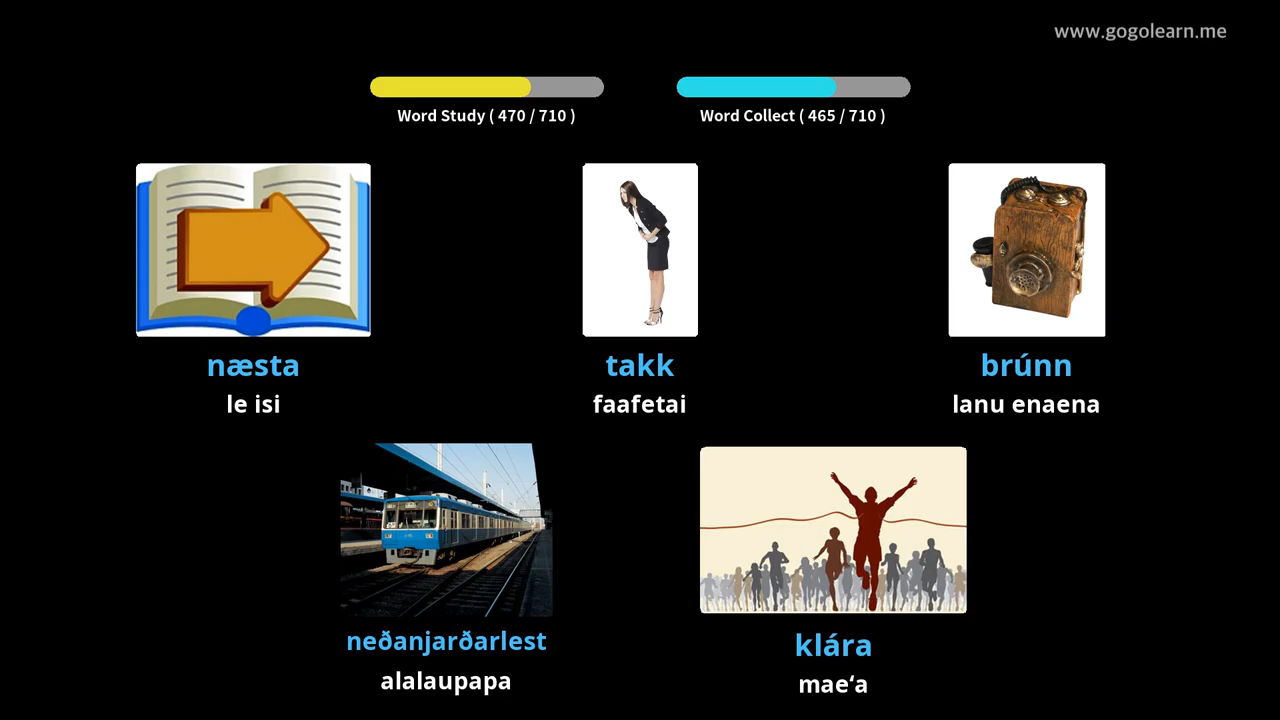 www.gogolearn.me
Word Study ( 470 / 710 )
Word Collect ( 465 / 710 )
næsta
takk
brúnn
le isi
faafetai
lanu enaena
neðanjarðarlest
klára
alalaupapa
maeʻa